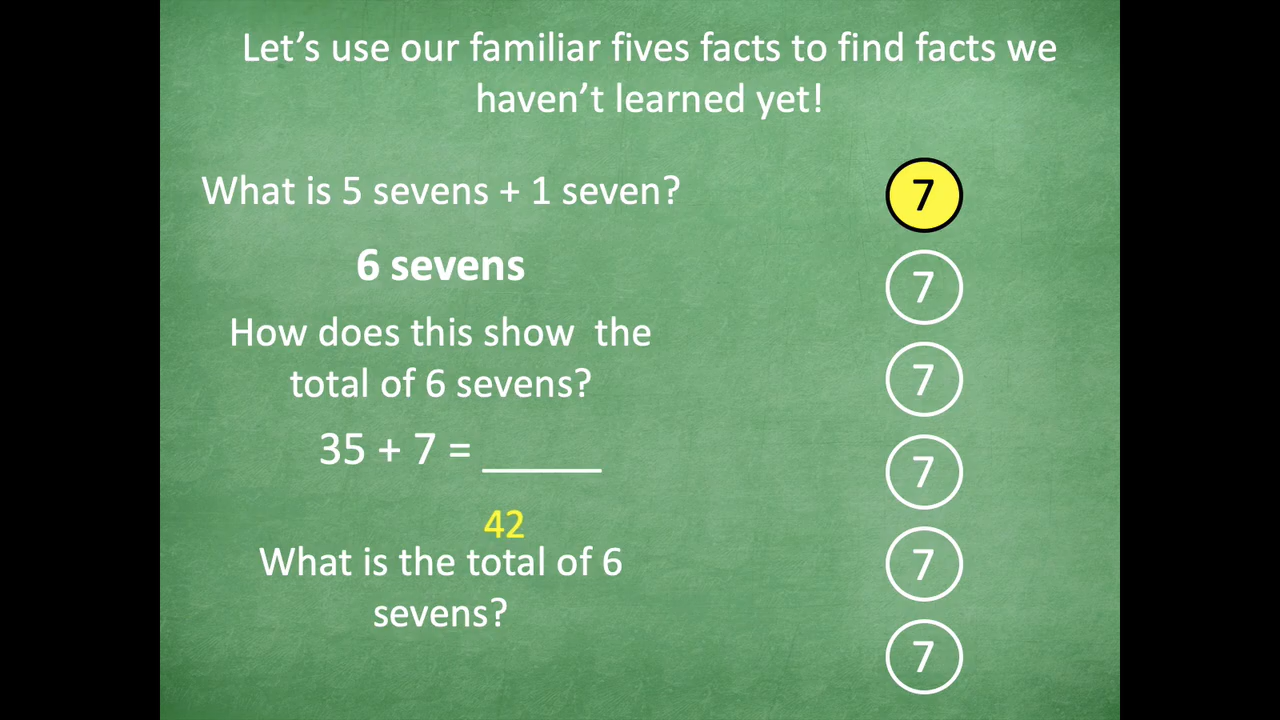 Let’s use our familiar fives facts to find facts we
haven’t learned yet!
What is 5 sevens + 1 seven?
6 sevens
How does this show  the
total of 6 sevens?
35 + 7 = _____
42
What is the total of 6
sevens?
7
7
7
7
7
7